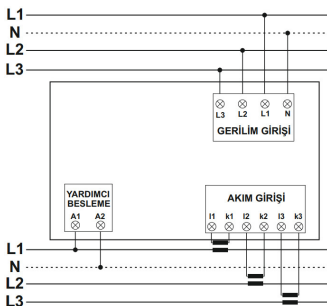 L1
N
L2
L3
L3 L2 L1 N
GERİLİM GİRİŞİ
YARDIMCI
BESLEME
A1 A2
AKIM GİRİŞİ
I1 k1 I2 k2 I3 k3
L1
N
L2
L3